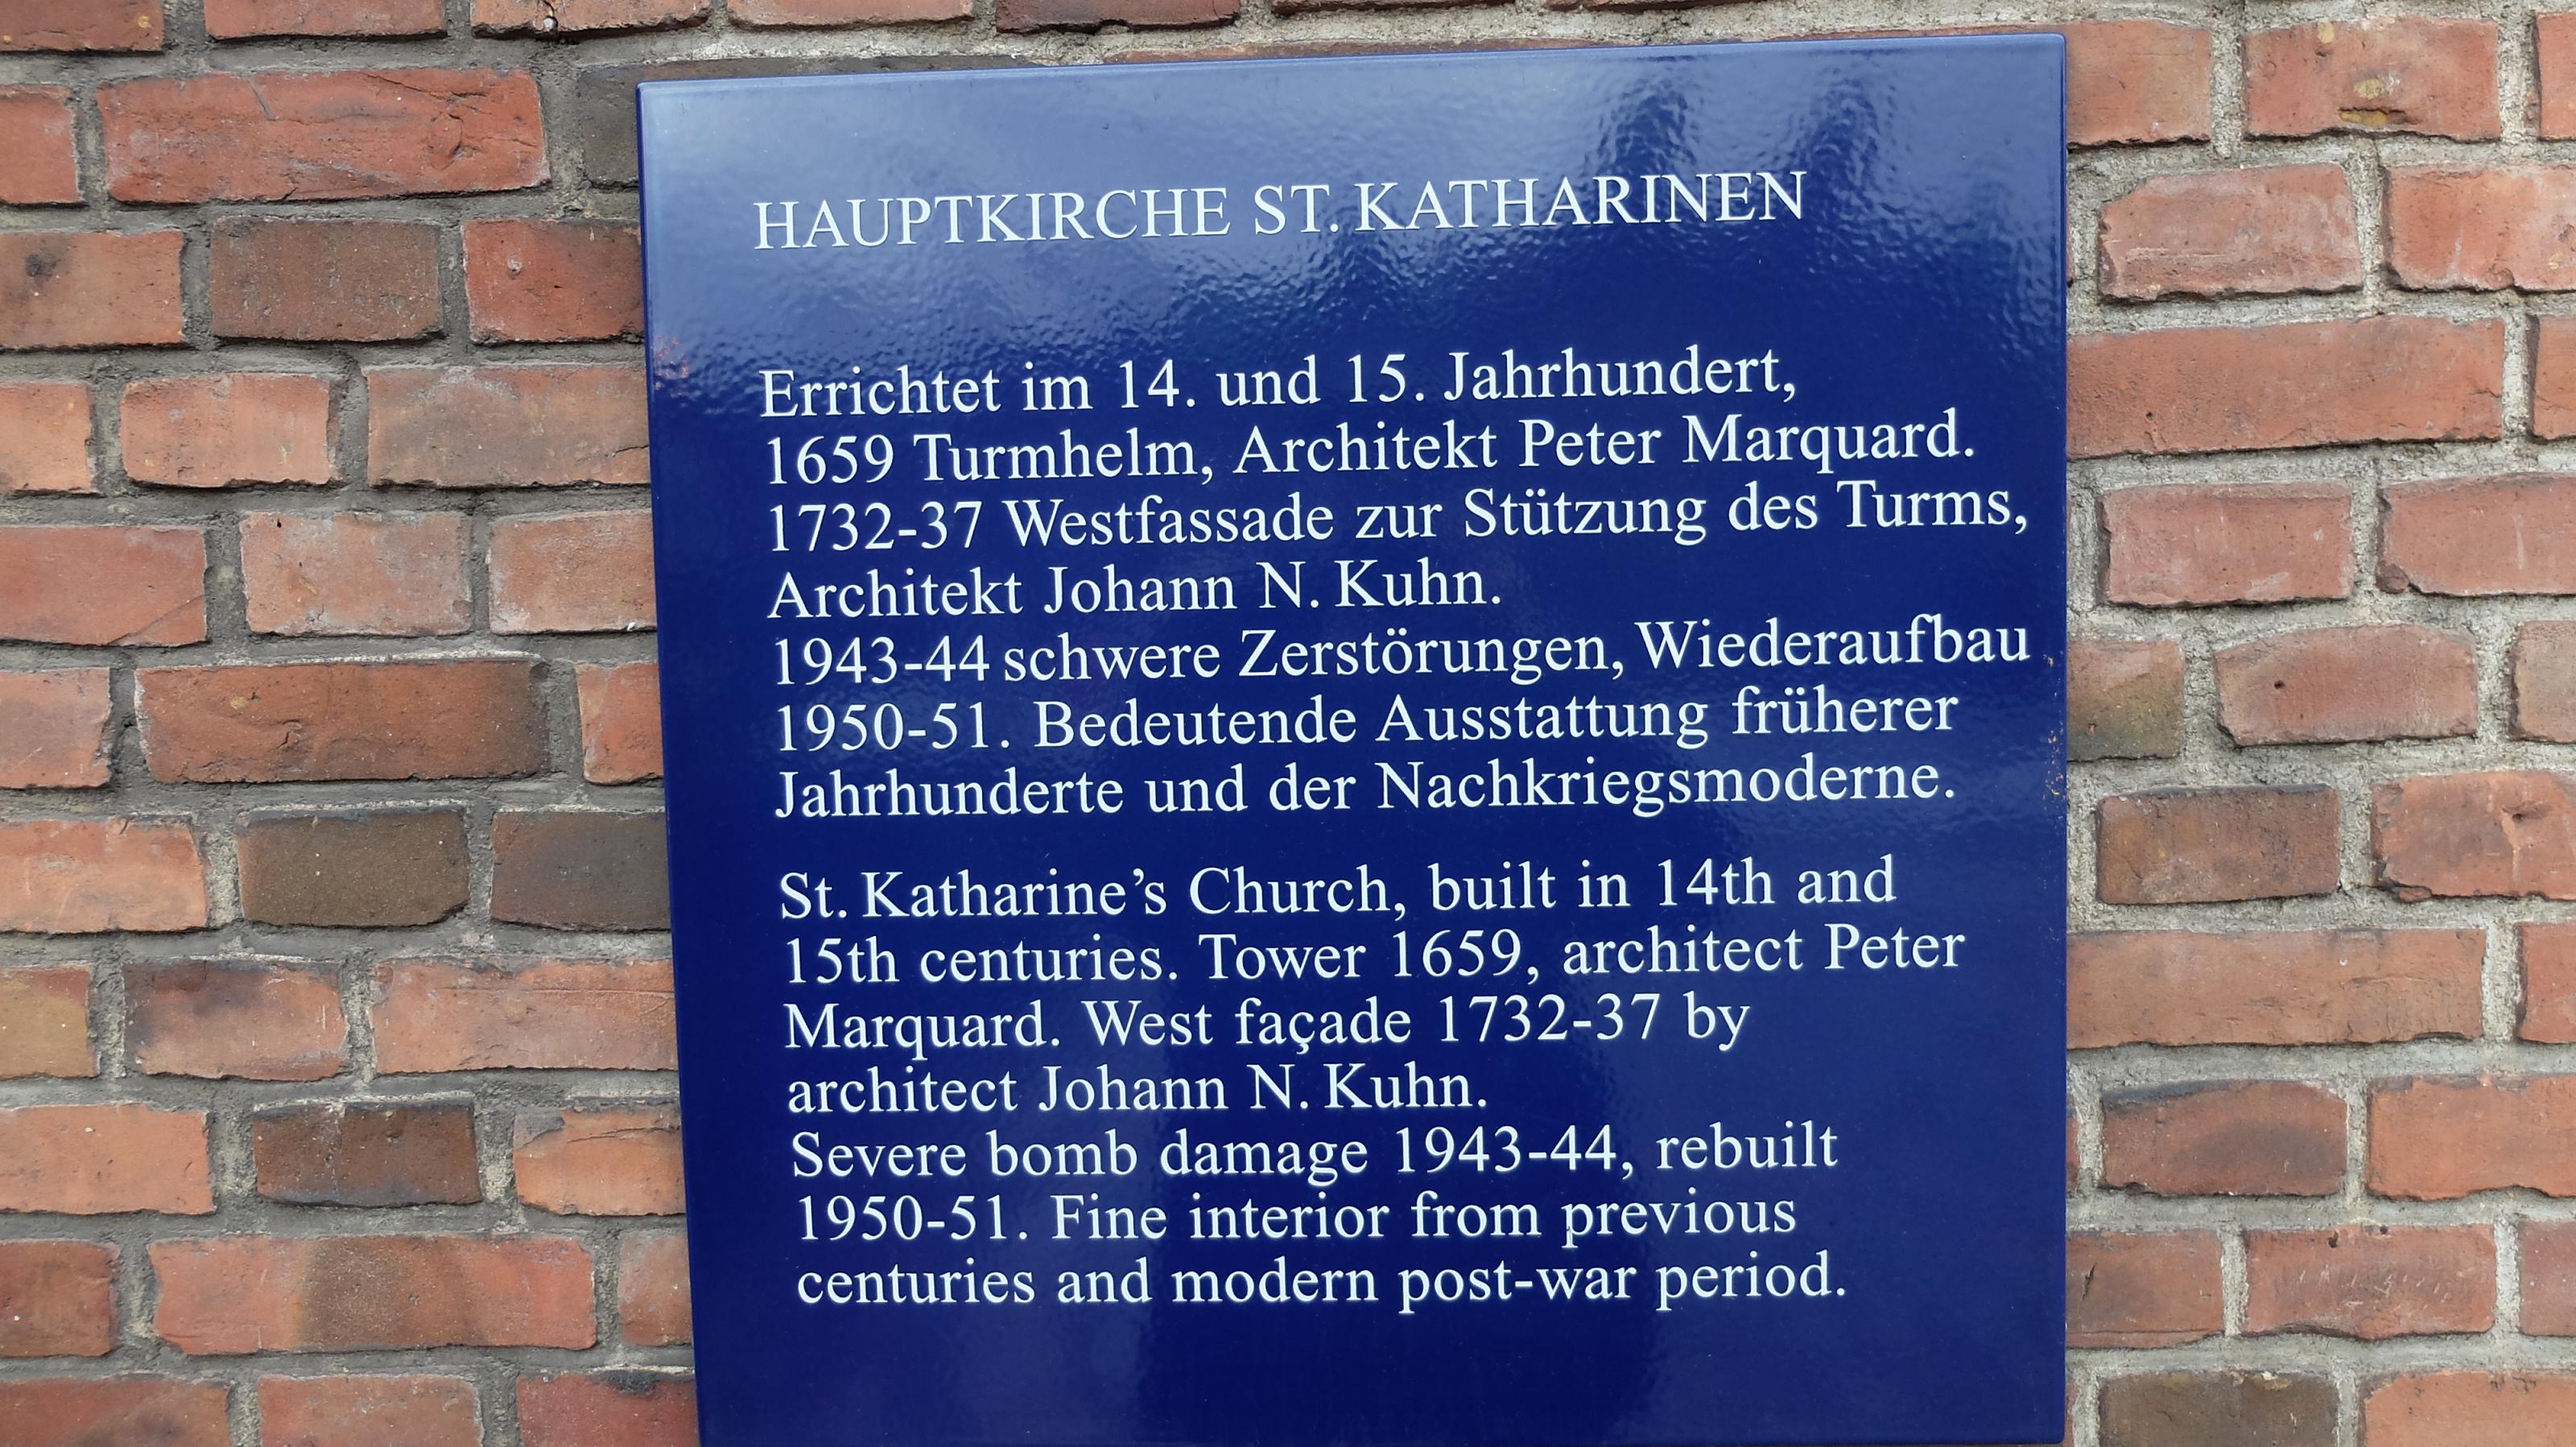 HAUPTKIRCHE ST. KATHARINEN
Errichtet im 14. und 15. Jahrhundert,
1659 Turmhelm, Architekt Peter Marquard.
1732-37 Westfassade zur Stützung des Turms,
Architekt Johann N. Kuhn.
1943-44 schwere Zerstörungen, Wiederaufbau
1950-51. Bedeutende Ausstattung früherer
Jahrhunderte und der Nachkriegsmoderne.
St. Katharine’s Church, built in 14th and
15th centuries. Tower 1659, architect Peter
Marquard. West façade 1732-37 by
architect Johann N. Kuhn.
Severe bomb damage 1943-44, rebuilt
1950-51. Fine interior from previous
centuries and modern post-war period.